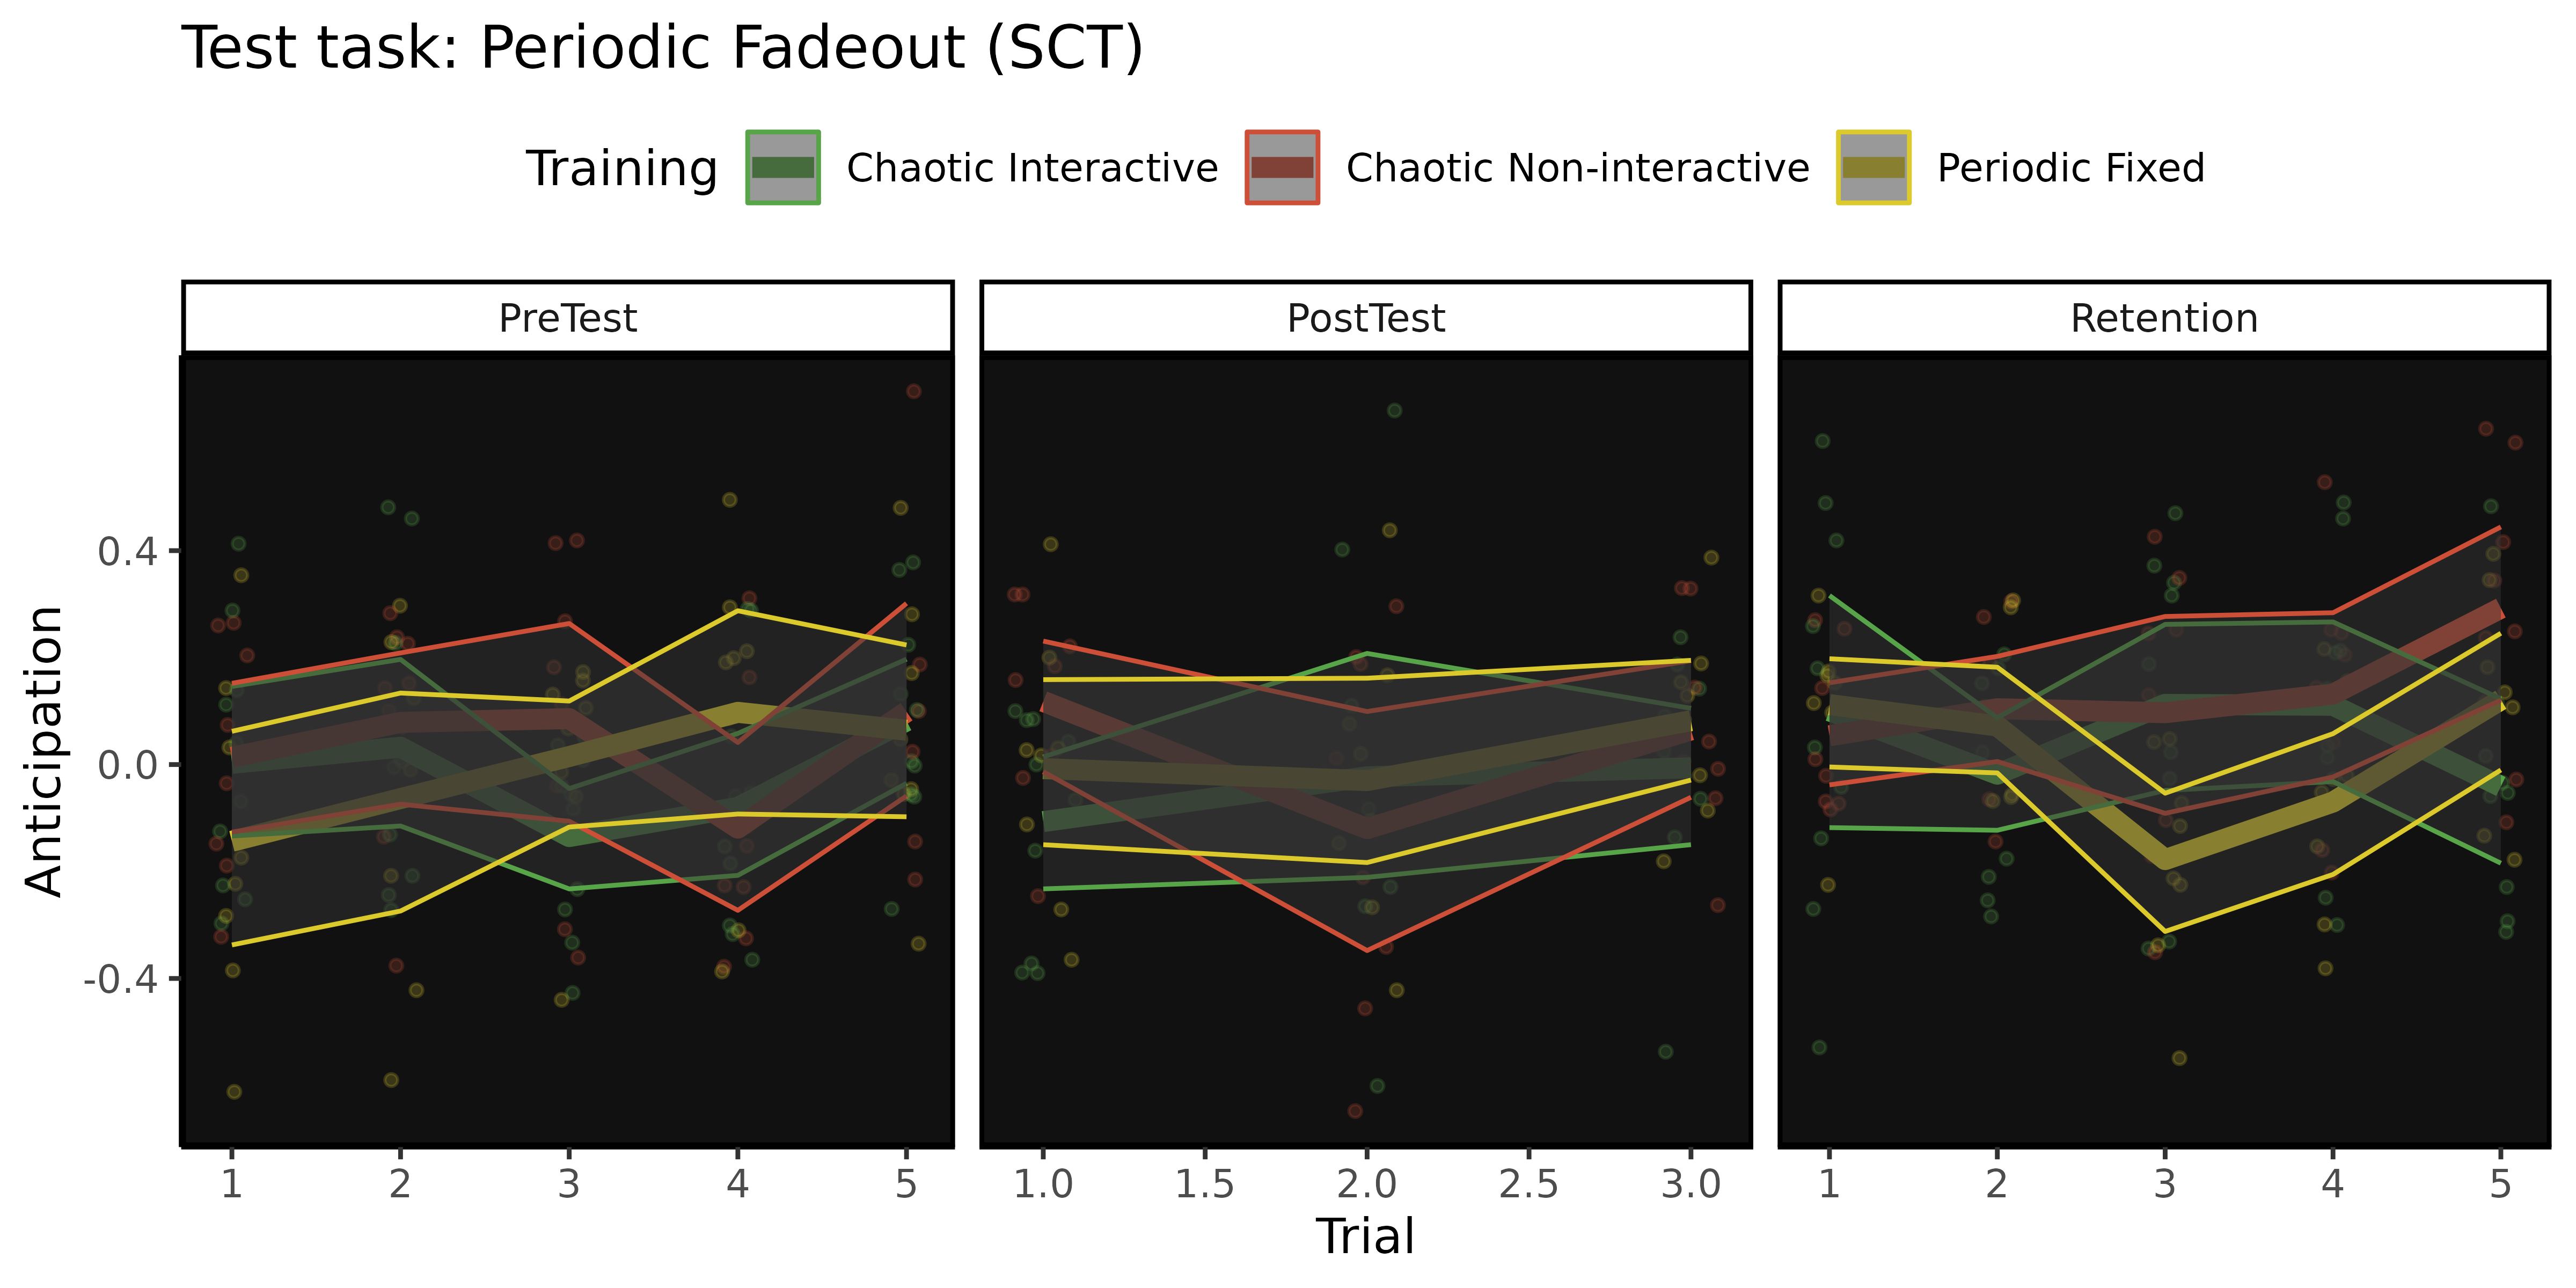 Test task: Periodic Fadeout (SCT)
Training Chaotic Interactive Chaotic Non-interactive Periodic Fixed
PreTest PostTest Retention
Anticipation
0.4
0.0
-0.4
1 2 3 4 5 1.0 1.5 2.0 2.5 3.0 1 2 3 4 5
Trial